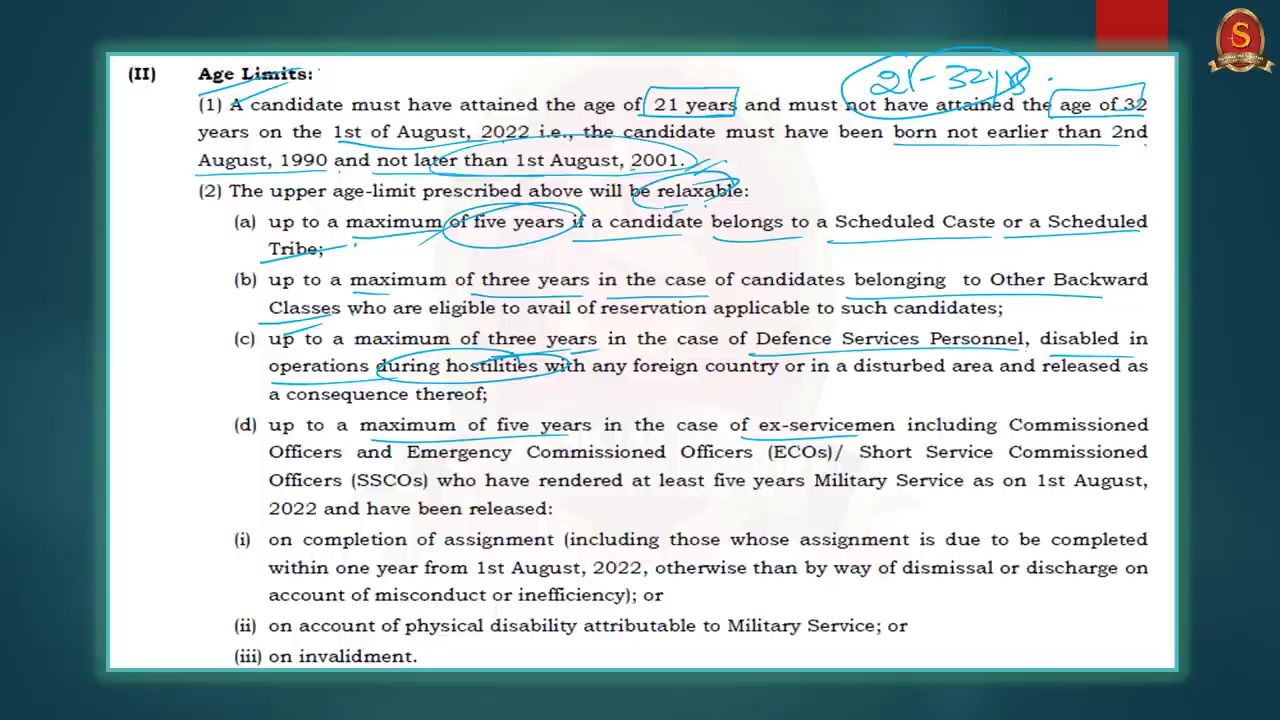 21-32yrs.
(II) Age Limits:
(1) A candidate must have attained the age of 21 years and must not have attained the age of 32
years on the 1st of August, 2022 i.e., the candidate must have been born not earlier than 2nd
August, 1990 and not later than 1st August, 2001.
(2) The upper age-limit prescribed above will be relaxable:
(a) up to a maximum of five years if a candidate belongs to a Scheduled Caste or a Scheduled
Tribe;
(b) up to a maximum of three years in the case of candidates belonging to Other Backward
Classes who are eligible to avail of reservation applicable to such candidates;
(c) up to a maximum of three years in the case of Defence Services Personnel, disabled in
operations during hostilities with any foreign country or in a disturbed area and released as
a consequence thereof;
(d) up to a maximum of five years in the case of ex-servicemen including Commissioned
Officers and Emergency Commissioned Officers (ECOs)/ Short Service Commissioned
Officers (SSCOs) who have rendered at least five years Military Service as on 1st August,
2022 and have been released:
(i) on completion of assignment (including those whose assignment is due to be completed
within one year from 1st August, 2022, otherwise than by way of dismissal or discharge on
account of misconduct or inefficiency); or
(ii) on account of physical disability attributable to Military Service; or
(iii) on invalidment.
S